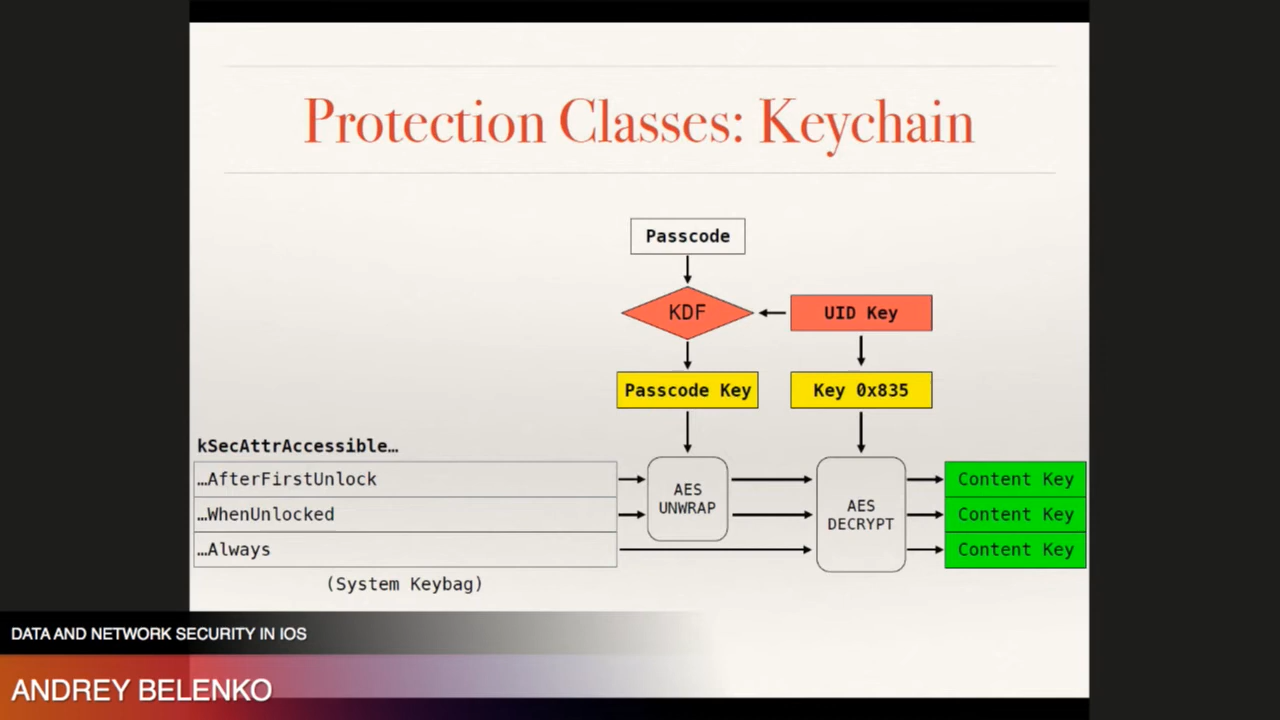 Protection Classes: Keychain
Passcode
KDF
UID Key
Passcode Key
Key 0x835
kSecAttrAccessible…
…AfterFirstUnlock
…WhenUnlocked
…Always
(System Keybag)
AES
UNWRAP
AES
DECRYPT
Content Key
Content Key
Content Key
DATA AND NETWORK SECURITY IN IOS
ANDREY BELENKO